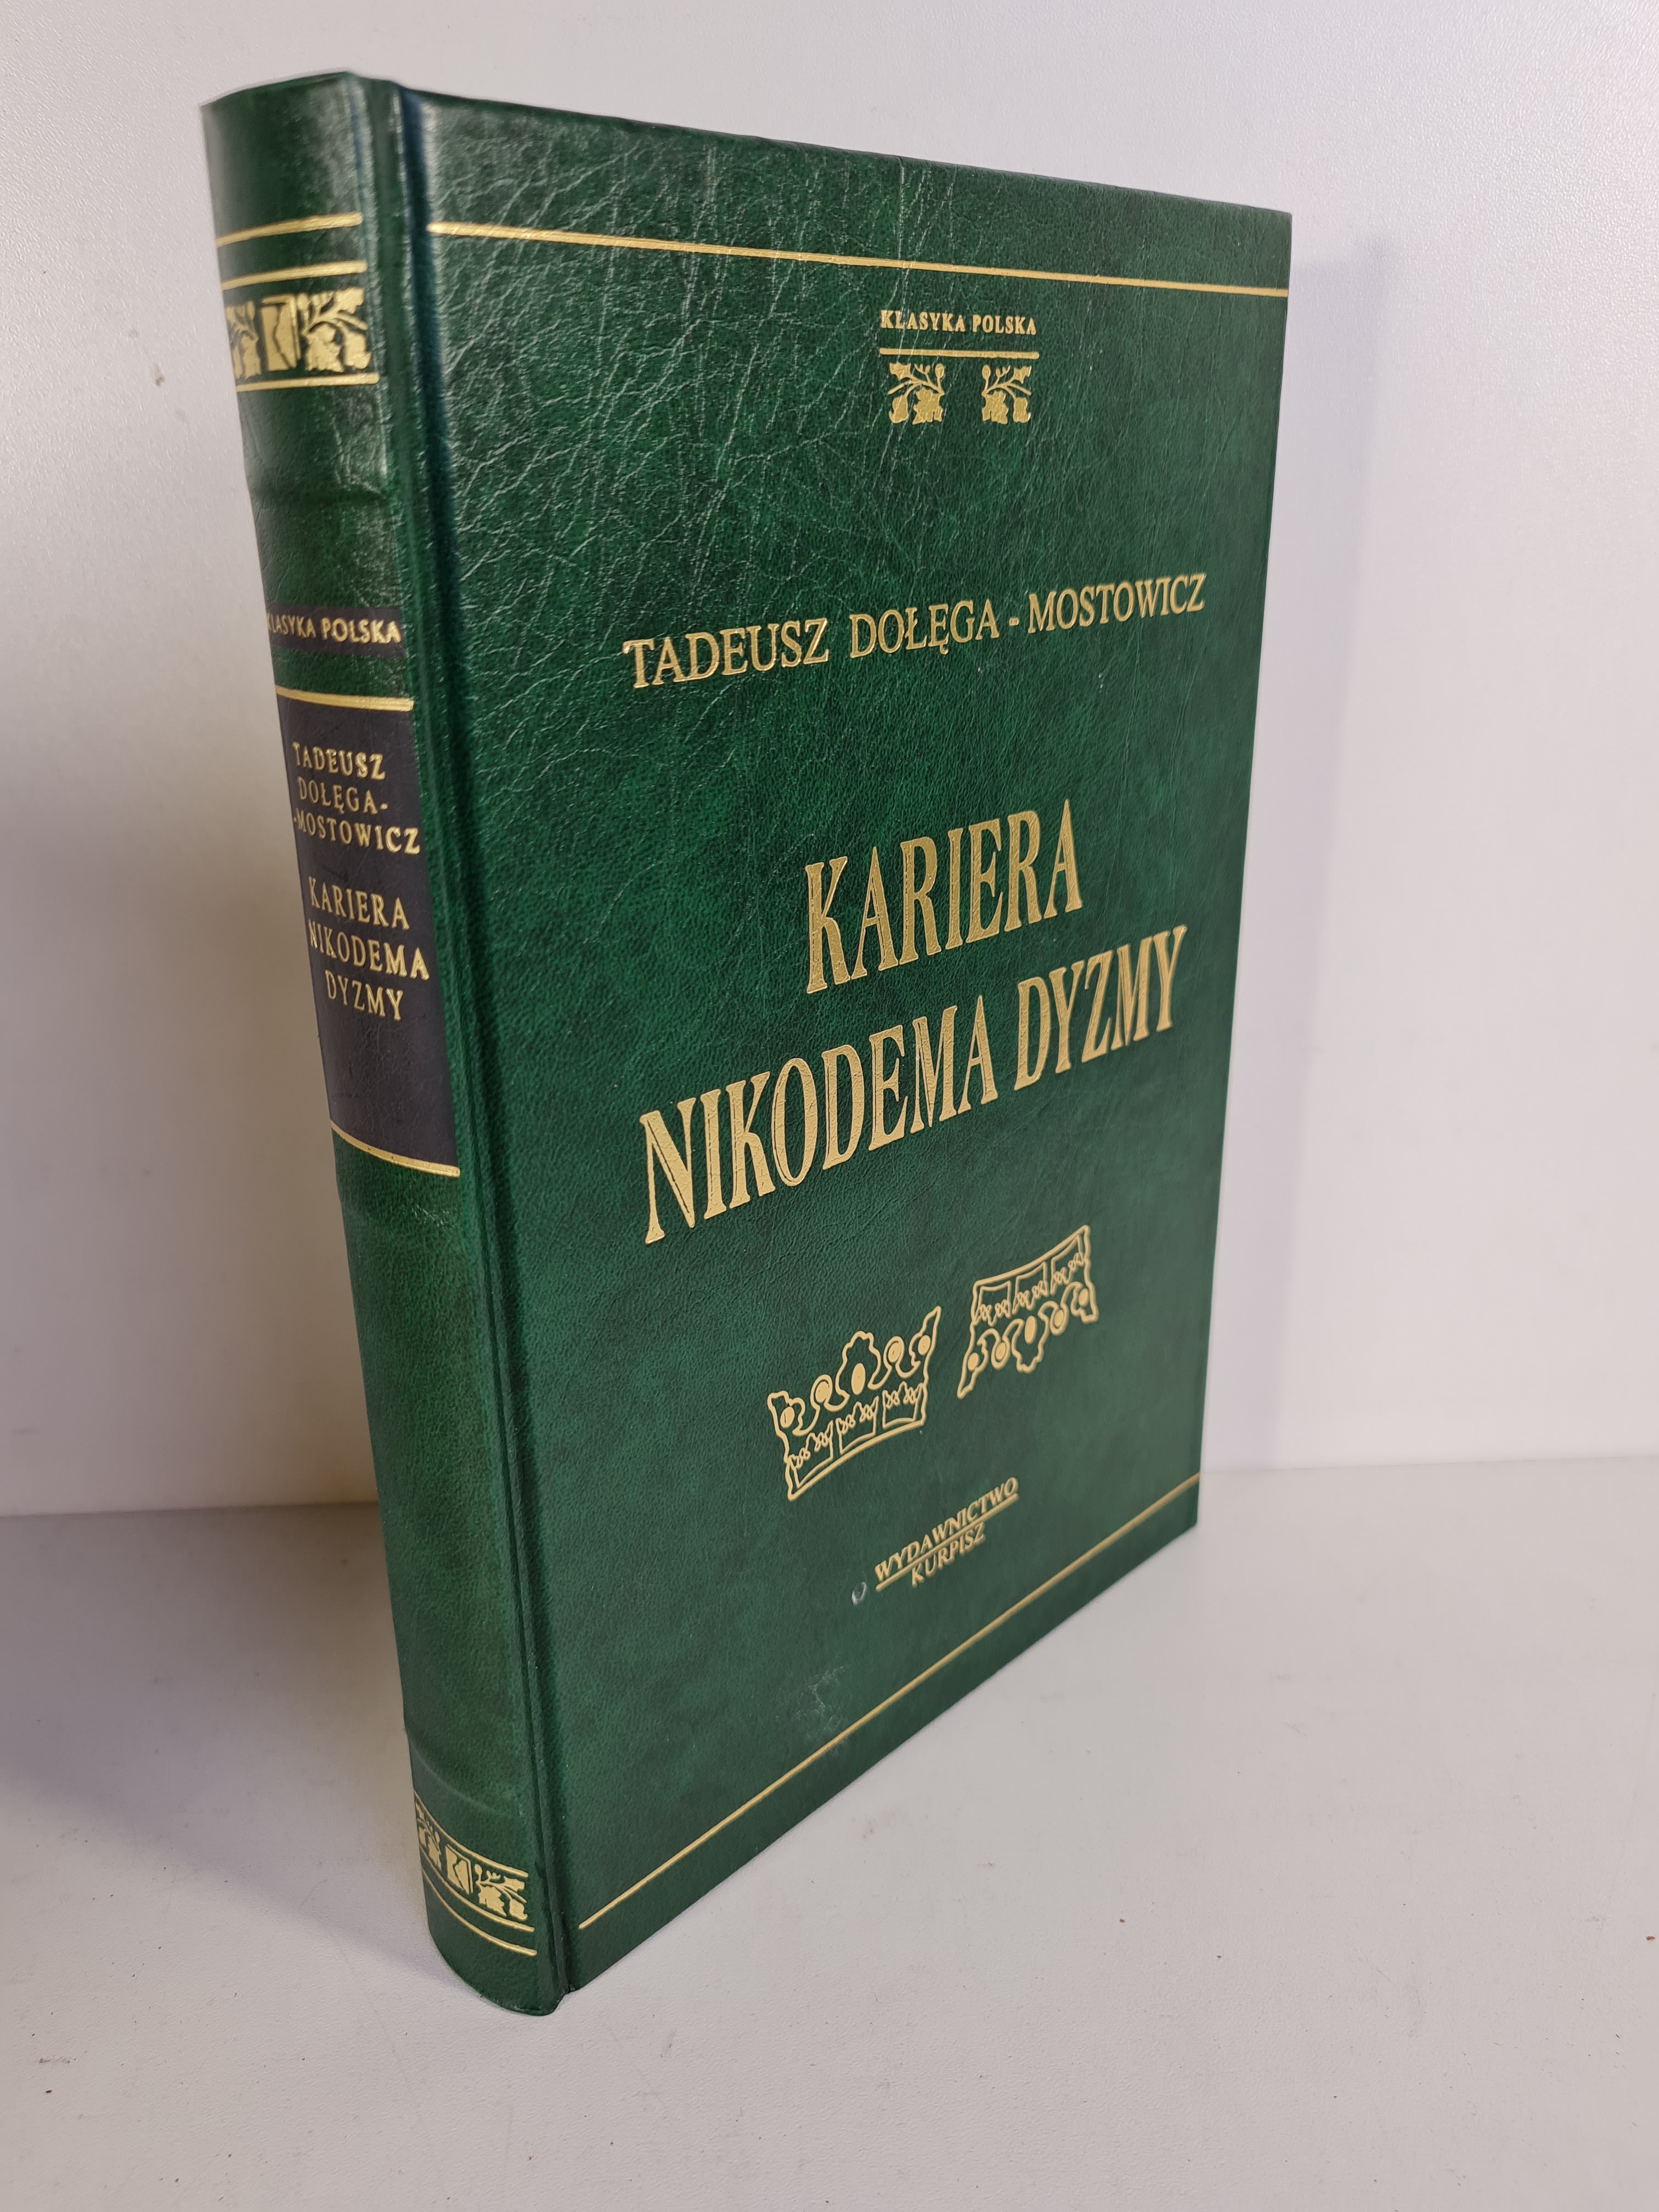 KLASYKA POLSKA
TADEUSZ
DOŁĘGA-
-MOSTOWICZ
KARIERA
NIKODEMA
DYZMY
KLASYKA POLSKA
TADEUSZ DOŁĘGA - MOSTOWICZ
KARIERA
NIKODEMA DYZMY
WYDAWNICTWO
KURPISZ